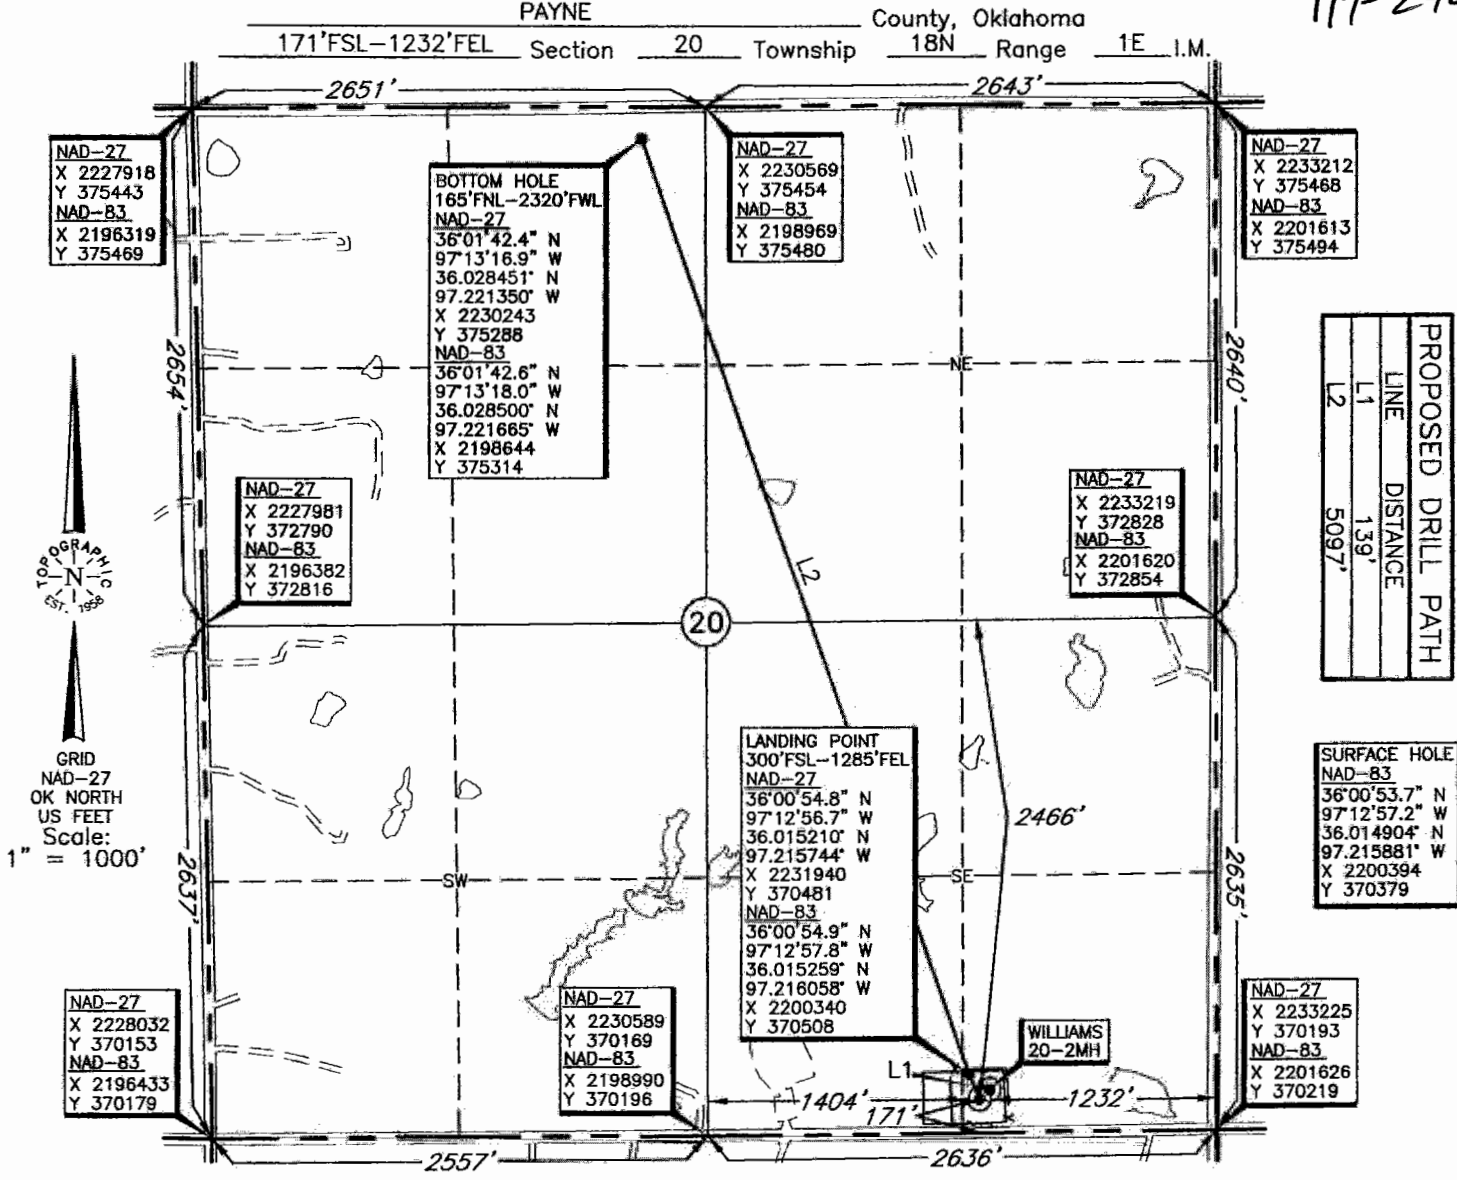 PAYNE County, Oklahoma
171'FSL-1232'FEL Section 20 Township 18N Range 1E I.M.
2651'
2643'
NAD-27
X 2227918
Y 375443
NAD-83
X 2196319
Y 375469
BOTTOM HOLE
165'FNL-2320'FWL
NAD-27
36°01'42.4" N
97°13'16.9" W
36.028451° N
97.221350° W
X 2230243
Y 375288
NAD-83
36°01'42.6" N
97°13'18.0" W
36.028500° N
97.221665° W
X 2198644
Y 375314
NAD-27
X 2230569
Y 375454
NAD-83
X 2198969
Y 375480
NAD-27
X 2233212
Y 375468
NAD-83
X 2201613
Y 375494
2654'
NE
2640'
PROPOSED DRILL PATH
LINE DISTANCE
L1 139'
L2 5097'
NAD-27
X 2227981
Y 372790
NAD-83
X 2196382
Y 372816
L2
NAD-27
X 2233219
Y 372828
NAD-83
X 2201620
Y 372854
TOPOGRAPHIC
N
EST. 1958
20
GRID
NAD-27
OK NORTH
US FEET
Scale:
1" = 1000'
LANDING POINT
300'FSL-1285'FEL
NAD-27
36°00'54.8" N
97°12'56.7" W
36.015210° N
97.215744° W
X 2231940
Y 370481
NAD-83
36°00'54.9" N
97°12'57.8" W
36.015259° N
97.216058° W
X 2200340
Y 370508
2466'
SURFACE HOLE
NAD-83
36°00'53.7" N
97°12'57.2" W
36.014904° N
97.215881° W
X 2200394
Y 370379
2637'
SW
SE
2635'
NAD-27
X 2228032
Y 370153
NAD-83
X 2196433
Y 370179
NAD-27
X 2230589
Y 370169
NAD-83
X 2198990
Y 370196
WILLIAMS
20-2MH
NAD-27
X 2233225
Y 370193
NAD-83
X 2201626
Y 370219
L1
1404'
171'
1232'
2557'
2636'